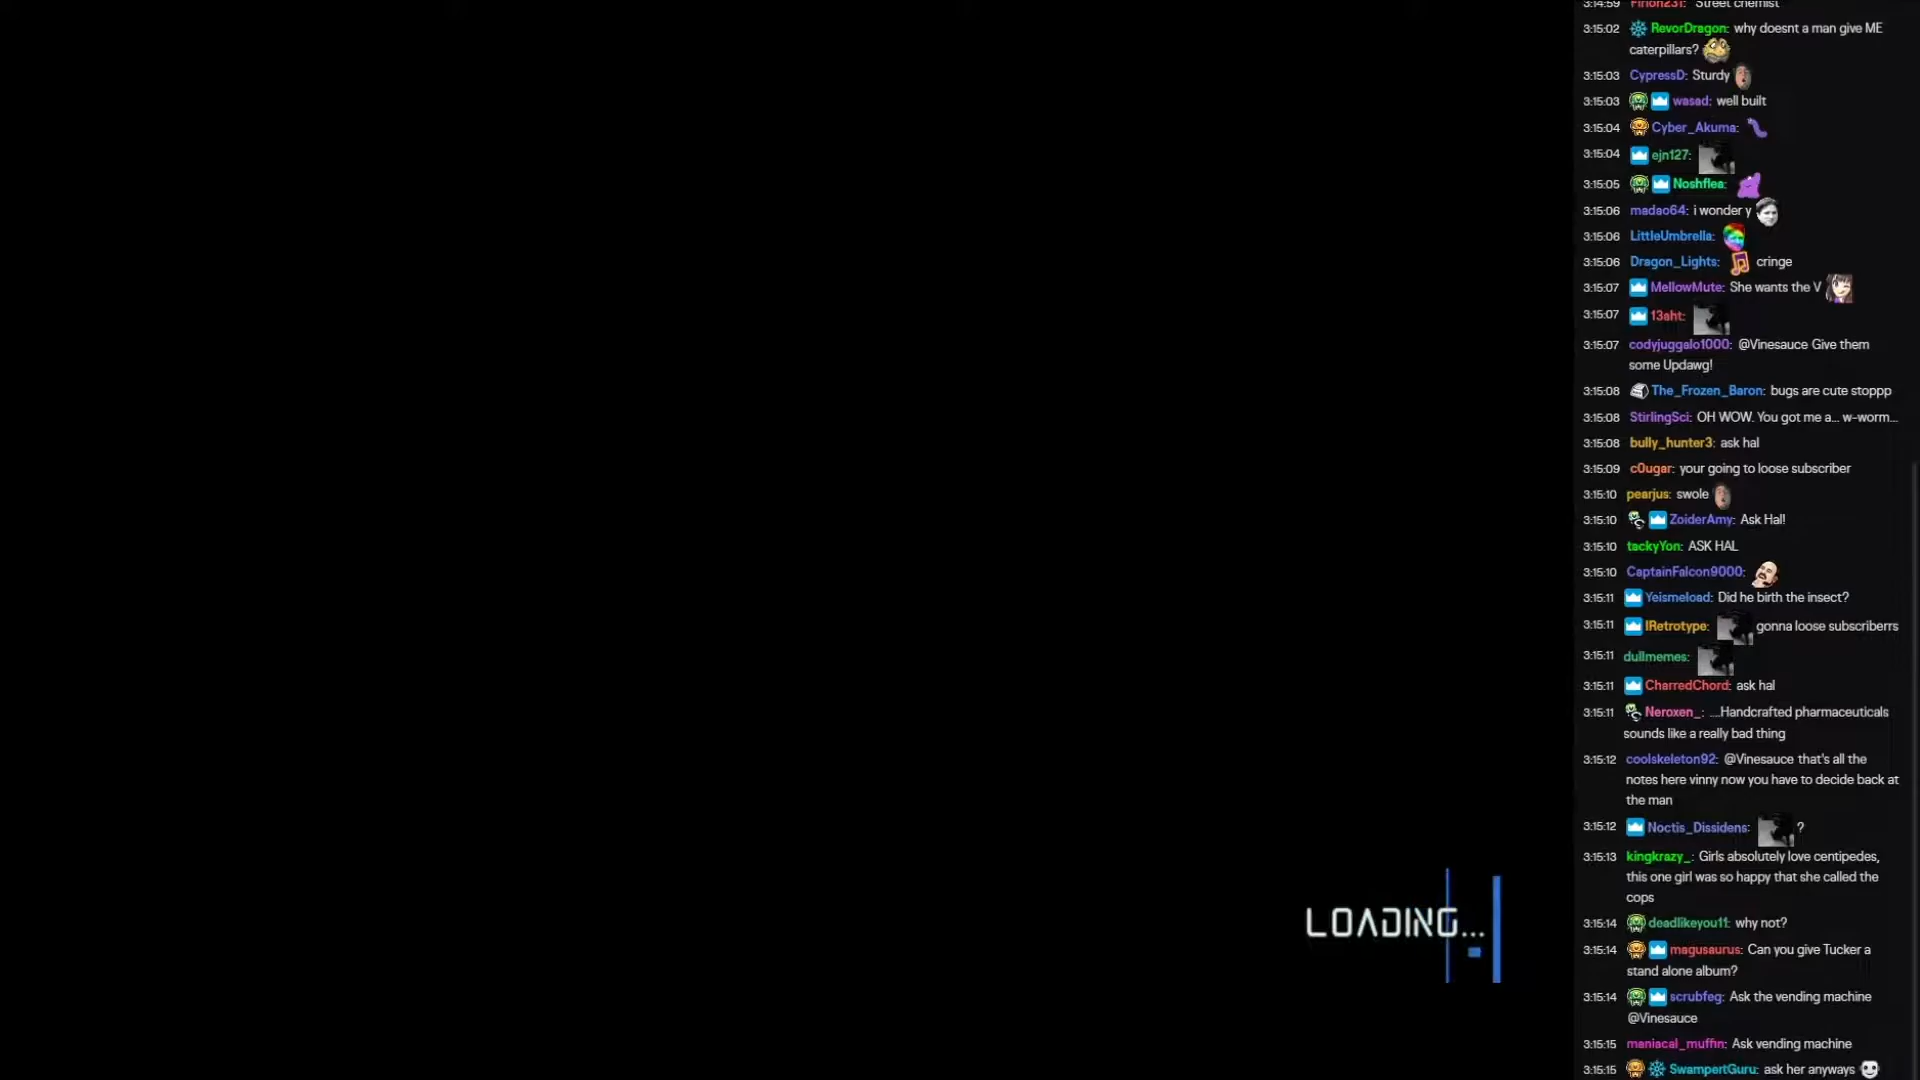 3:14:59 Firion231: Street chemist
3:15:02 RevorDragon: why doesnt a man give ME
caterpillars?
3:15:03 CypressD: Sturdy
3:15:03 wasad: well built
3:15:04 Cyber_Akuma:
3:15:04 ejn127:
3:15:05 Noshflea:
3:15:06 madao64: i wonder y
3:15:06 LittleUmbrella:
3:15:06 Dragon_Lights: cringe
3:15:07 MellowMute: She wants the V
3:15:07 13aht:
3:15:07 codyjuggalo1000: @Vinesauce Give them
some Updawg!
3:15:08 The_Frozen_Baron: bugs are cute stoppp
3:15:08 StirlingSci: OH WOW. You got me a... w-worm...
3:15:08 bully_hunter3: ask hal
3:15:09 c0ugar: your going to loose subscriber
3:15:10 pearjus: swole
3:15:10 ZoiderAmy: Ask Hal!
3:15:10 tackyYon: ASK HAL
3:15:10 CaptainFalcon9000:
3:15:11 Yeismeload: Did he birth the insect?
3:15:11 IRetrotype: gonna loose subscriberrs
3:15:11 dullmemes:
3:15:11 CharredChord: ask hal
3:15:11 Neroxen_: ....Handcrafted pharmaceuticals
sounds like a really bad thing
3:15:12 coolskeleton92: @Vinesauce that's all the
notes here vinny now you have to decide back at
the man
3:15:12 Noctis_Dissidens: ?
3:15:13 kingkrazy_: Girls absolutely love centipedes,
this one girl was so happy that she called the
cops
3:15:14 deadlikeyou11: why not?
3:15:14 magusaurus: Can you give Tucker a
stand alone album?
3:15:14 scrubfeg: Ask the vending machine
@Vinesauce
3:15:15 maniacal_muffin: Ask vending machine
3:15:15 SwampertGuru: ask her anyways
LOADING...